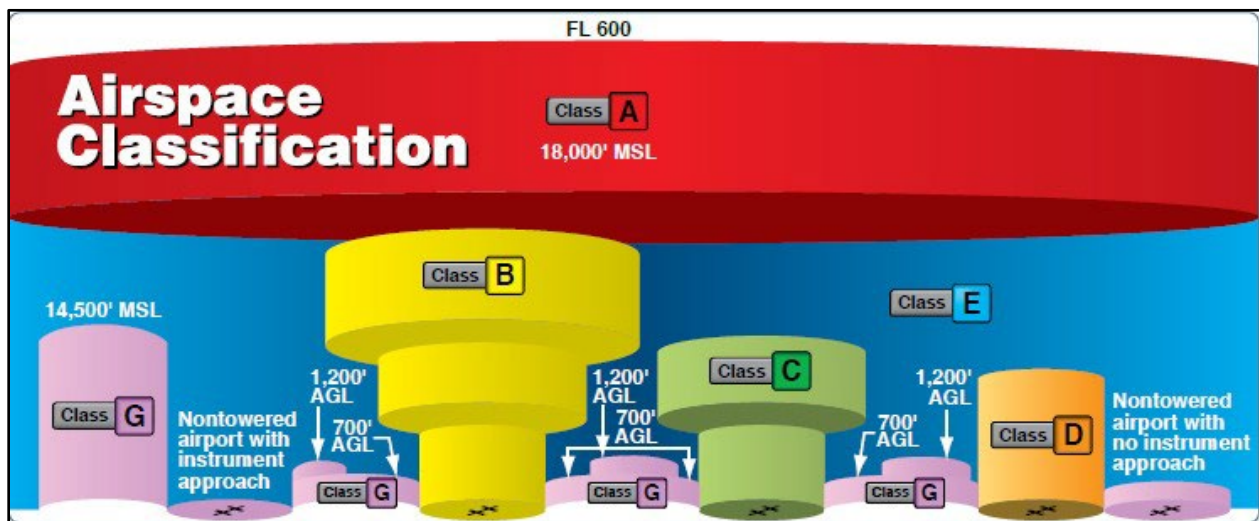 FL 600
Airspace
Classification
Class A
18,000' MSL
Class B
Class E
14,500' MSL
Class C
1,200'
AGL
1,200'
AGL
1,200'
AGL
Class G
Nontowered
airport with
instrument
approach
700'
AGL
700'
AGL
700'
AGL
Class D
Nontowered
airport with
no instrument
approach
Class G
Class G
Class G